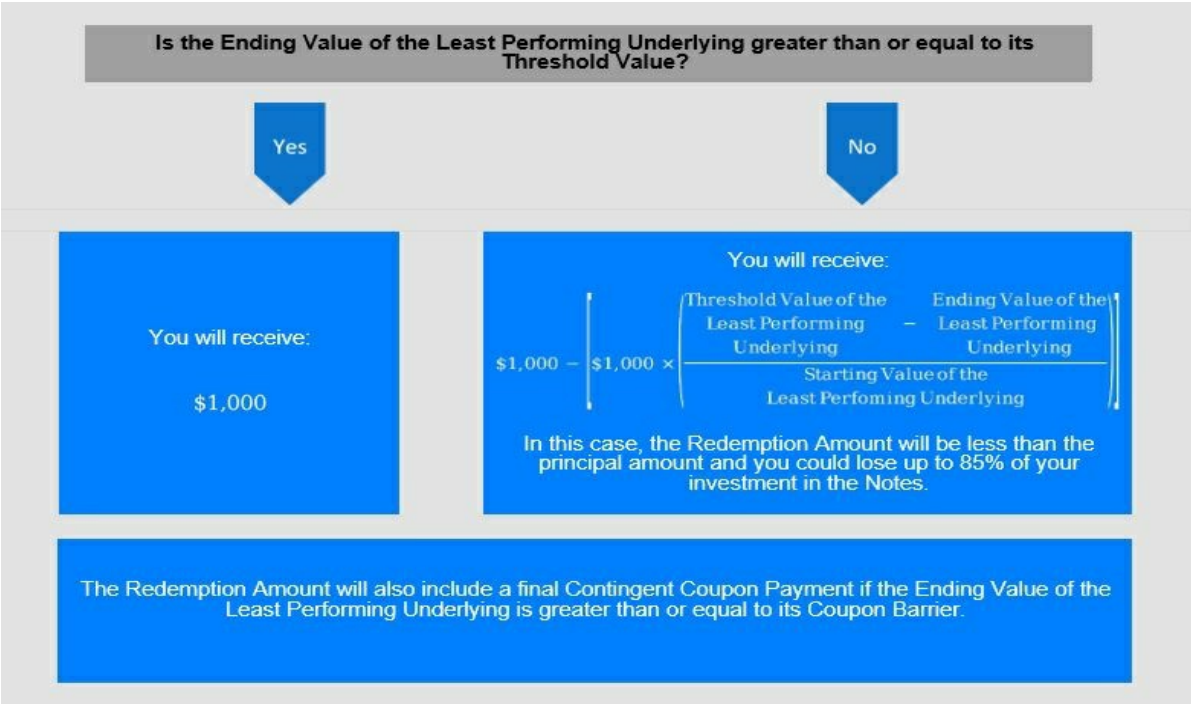 Is the Ending Value of the Least Performing Underlying greater than or equal to its
Threshold Value?
Yes
No
You will receive:
$1,000
You will receive:
$1,000 − [$1,000 × (
Threshold Value of the
Least Performing
Underlying
−
Ending Value of the
Least Performing
Underlying
Starting Value of the
Least Perfoming Underlying
)]
In this case, the Redemption Amount will be less than the
principal amount and you could lose up to 85% of your
investment in the Notes.
The Redemption Amount will also include a final Contingent Coupon Payment if the Ending Value of the
Least Performing Underlying is greater than or equal to its Coupon Barrier.